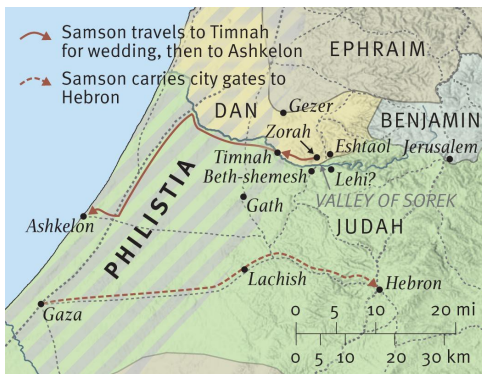 Samson travels to Timnah
for wedding, then to Ashkelon
Samson carries city gates to
Hebron
EPHRAIM
DAN
Gezer
BENJAMIN
Zorah
Eshtaol
Jerusalem
Timnah
Beth-shemesh
Lehi?
VALLEY OF SOREK
Gath
PHILISTIA
JUDAH
Ashkelon
Lachish
Hebron
Gaza
0 5 10 20 mi
0 5 10 20 30 km